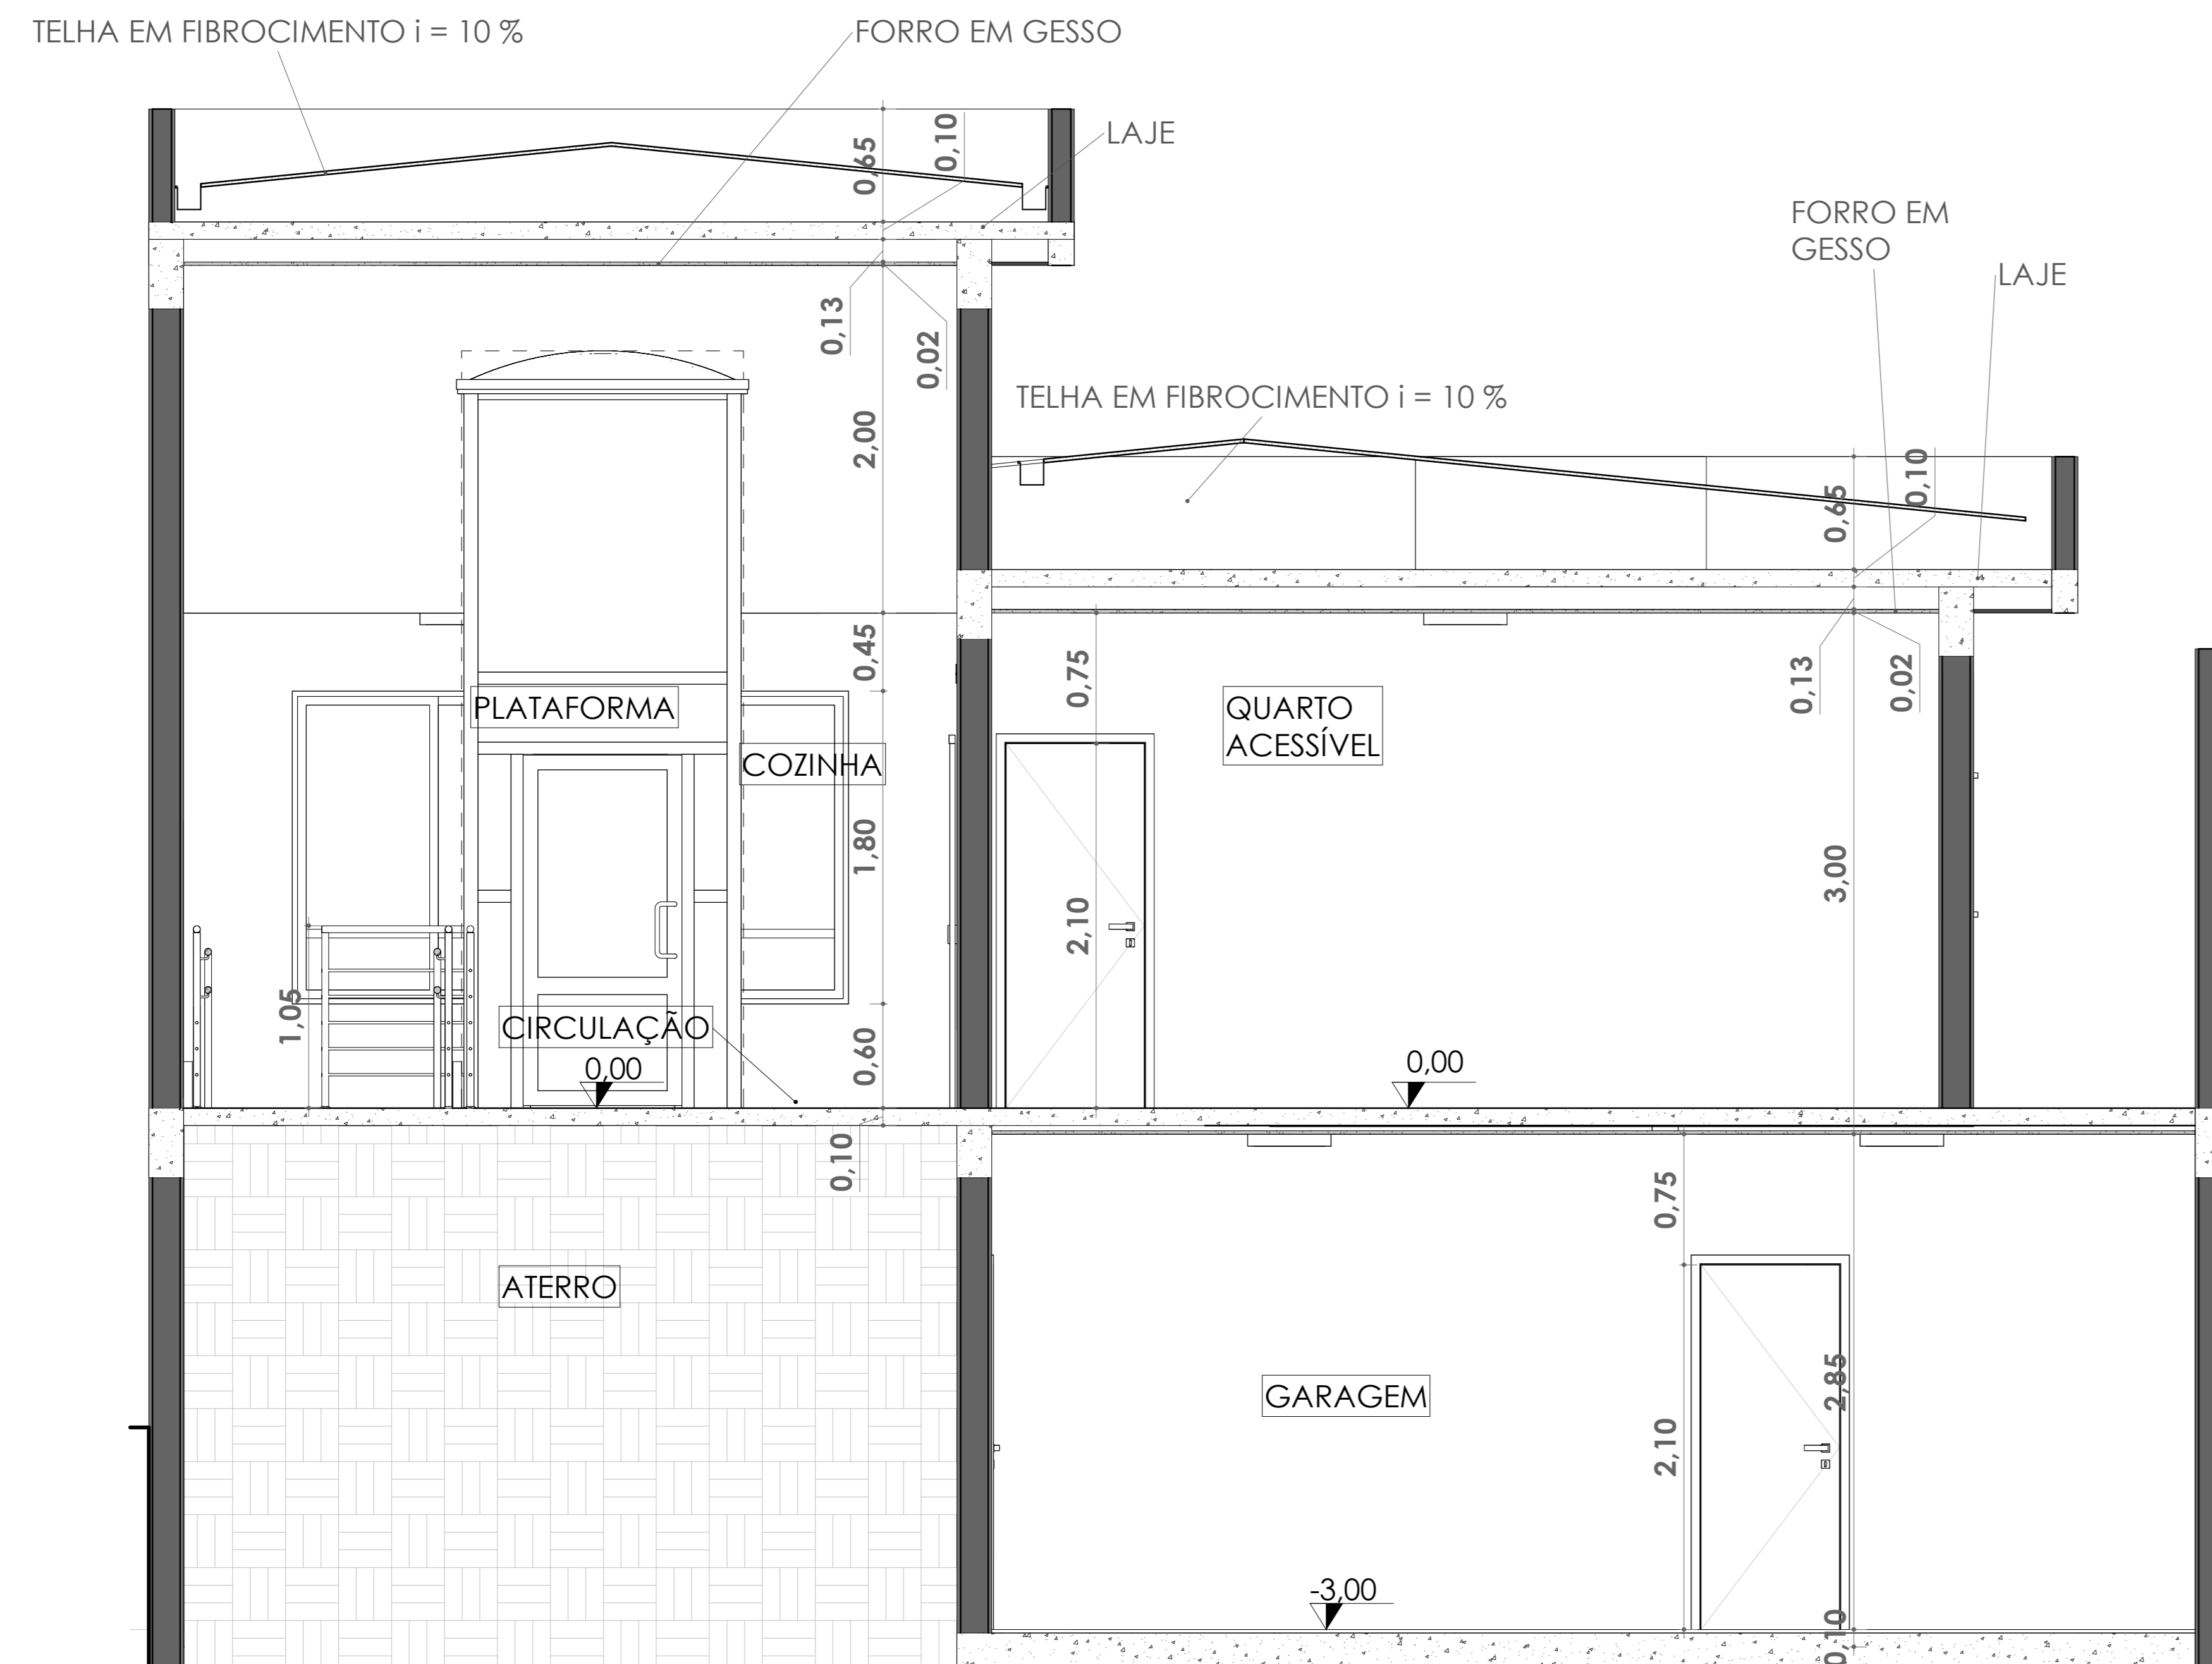 TELHA EM FIBROCIMENTO i = 10 %
FORRO EM GESSO
LAJE
0,65
0,10
0,13
0,02
2,00
FORRO EM
GESSO
LAJE
TELHA EM FIBROCIMENTO i = 10 %
0,65
0,10
0,13
0,02
0,45
0,75
PLATAFORMA
QUARTO
ACESSÍVEL
COZINHA
1,80
3,00
2,10
1,05
CIRCULAÇÃO
0,00
0,60
0,00
0,10
0,75
ATERRO
GARAGEM
2,85
2,10
-3,00
0,10